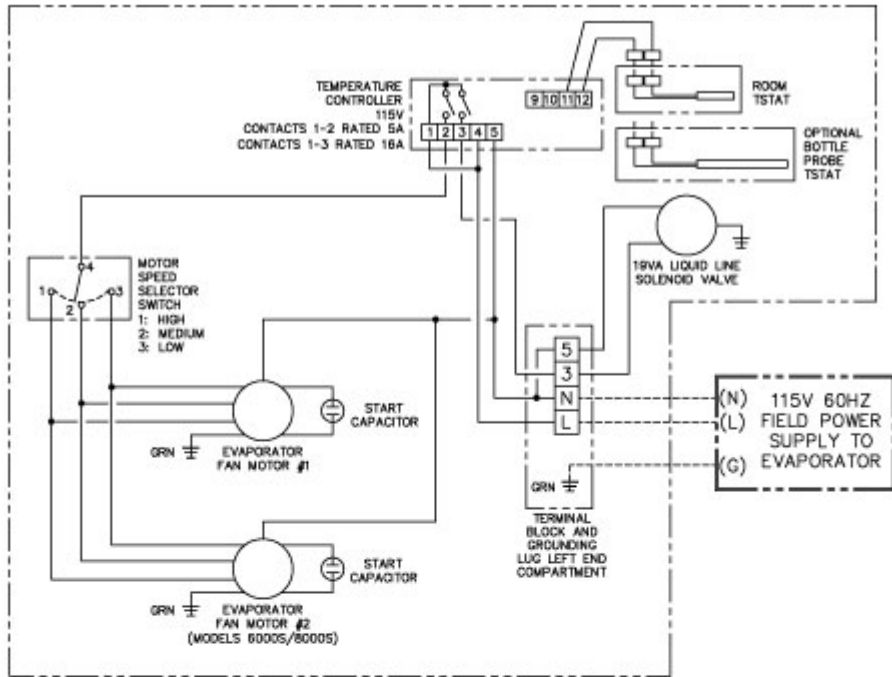 TEMPERATURE
CONTROLLER
115V
CONTACTS 1-2 RATED 5A
CONTACTS 1-3 RATED 16A
1 2 3 4 5
9 10 11 12
ROOM
TSTAT
OPTIONAL
BOTTLE
PROBE
TSTAT
19VA LIQUID LINE
SOLENOID VALVE
MOTOR
SPEED
SELECTOR
SWITCH
1: HIGH
2: MEDIUM
3: LOW
4
1
3
2
5
3
N
L
GRN
TERMINAL
BLOCK AND
GROUNDING
LUG LEFT END
COMPARTMENT
(N)
(L)
(G)
115V 60HZ
FIELD POWER
SUPPLY TO
EVAPORATOR
START
CAPACITOR
GRN
EVAPORATOR
FAN MOTOR #1
START
CAPACITOR
GRN
EVAPORATOR
FAN MOTOR #2
(MODELS 6000S/8000S)